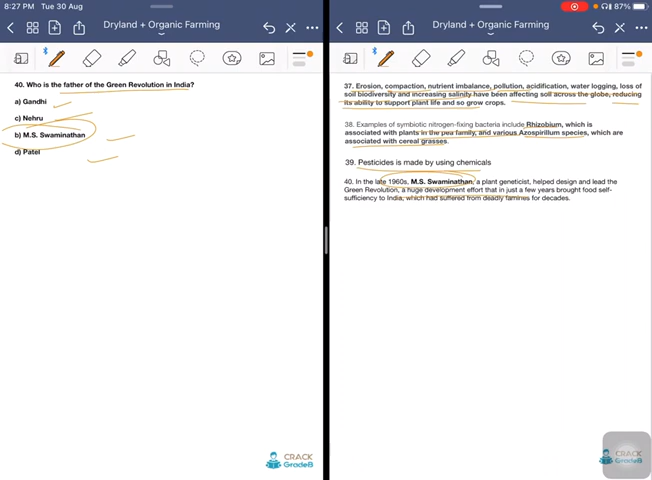 8:27 PM Tue 30 Aug
87%
Dryland + Organic Farming
Dryland + Organic Farming
40. Who is the father of the Green Revolution in India?
a) Gandhi
c) Nehru
b) M.S. Swaminathan
d) Patel
CRACK
GradeB
37. Erosion, compaction, nutrient imbalance, pollution, acidification, water logging, loss of
soil biodiversity and increasing salinity have been affecting soil across the globe, reducing
its ability to support plant life and so grow crops.
38. Examples of symbiotic nitrogen-fixing bacteria include Rhizobium, which is
associated with plants in the pea family, and various Azospirillum species, which are
associated with cereal grasses.
39. Pesticides is made by using chemicals
40. In the late 1960s, M.S. Swaminathan, a plant geneticist, helped design and lead the
Green Revolution, a huge development effort that in just a few years brought food self-
sufficiency to India, which had suffered from deadly famines for decades.
CRACK
GradeB